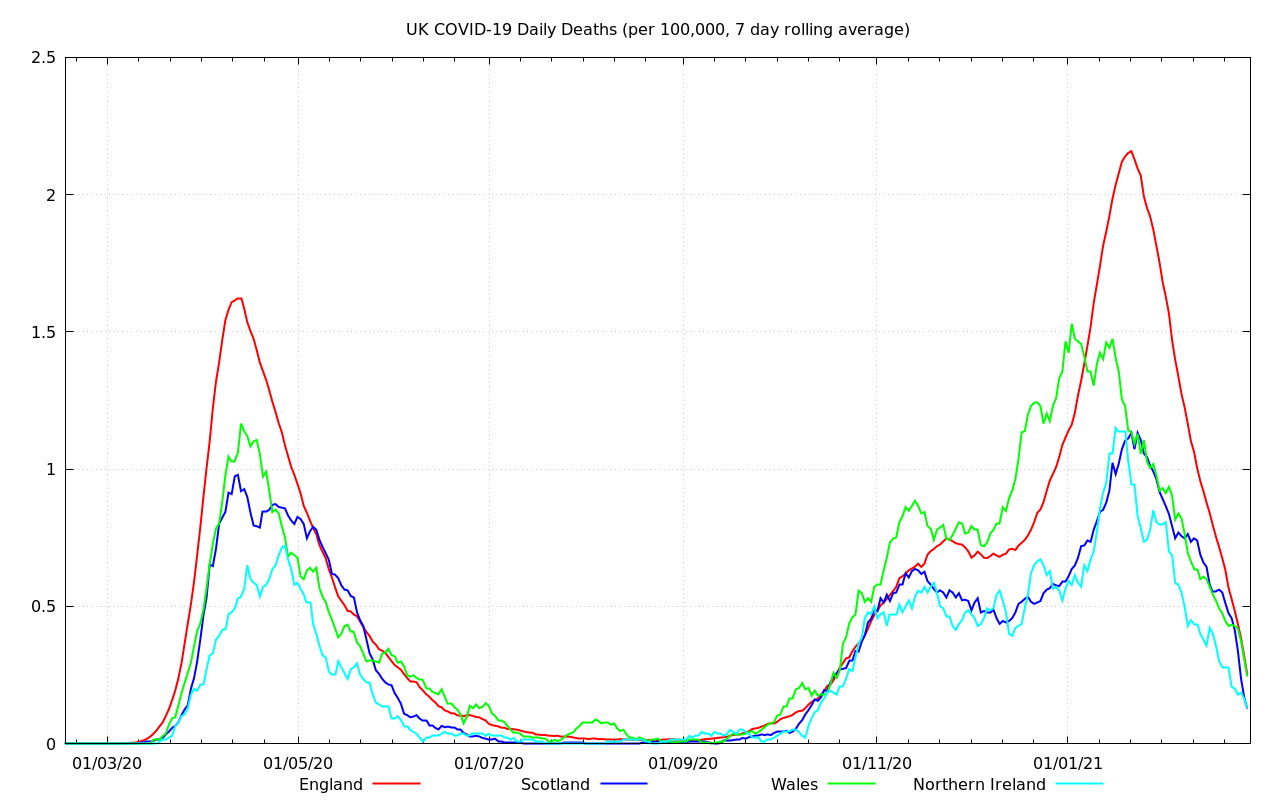 UK COVID-19 Daily Deaths (per 100,000, 7 day rolling average)
2.5
2
1.5
1
0.5
0
01/03/20 01/05/20 01/07/20 01/09/20 01/11/20 01/01/21
England Scotland Wales Northern Ireland